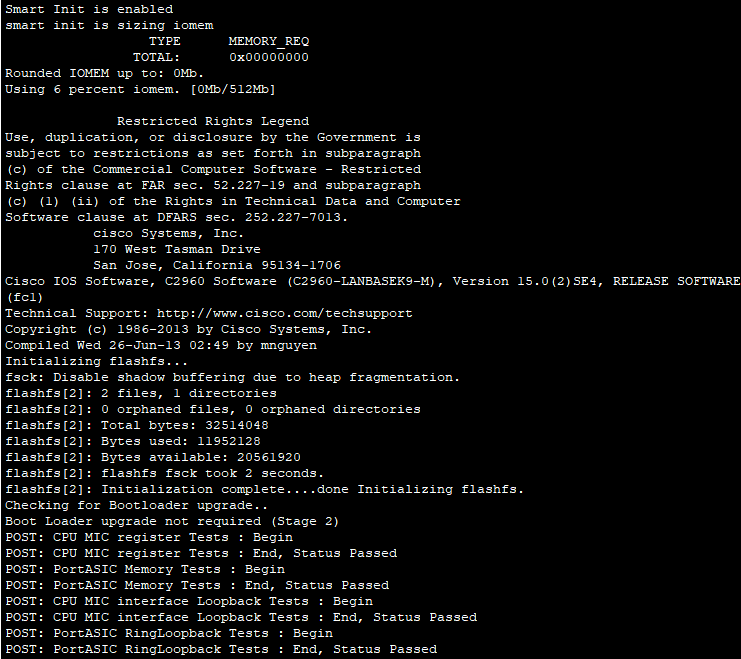 Smart Init is enabled
smart init is sizing iomem
TYPE MEMORY_REQ
TOTAL: 0x00000000
Rounded IOMEM up to: 0Mb.
Using 6 percent iomem. [0Mb/512Mb]
Restricted Rights Legend
Use, duplication, or disclosure by the Government is
subject to restrictions as set forth in subparagraph
(c) of the Commercial Computer Software - Restricted
Rights clause at FAR sec. 52.227-19 and subparagraph
(c) (1) (ii) of the Rights in Technical Data and Computer
Software clause at DFARS sec. 252.227-7013.
cisco Systems, Inc.
170 West Tasman Drive
San Jose, California 95134-1706
Cisco IOS Software, C2960 Software (C2960-LANBASEK9-M), Version 15.0(2)SE4, RELEASE SOFTWARE
(fc1)
Technical Support: http://www.cisco.com/techsupport
Copyright (c) 1986-2013 by Cisco Systems, Inc.
Compiled Wed 26-Jun-13 02:49 by mnguyen
Initializing flashfs...
fsck: Disable shadow buffering due to heap fragmentation.
flashfs[2]: 2 files, 1 directories
flashfs[2]: 0 orphaned files, 0 orphaned directories
flashfs[2]: Total bytes: 32514048
flashfs[2]: Bytes used: 11952128
flashfs[2]: Bytes available: 20561920
flashfs[2]: flashfs fsck took 2 seconds.
flashfs[2]: Initialization complete....done Initializing flashfs.
Checking for Bootloader upgrade..
Boot Loader upgrade not required (Stage 2)
POST: CPU MIC register Tests : Begin
POST: CPU MIC register Tests : End, Status Passed
POST: PortASIC Memory Tests : Begin
POST: PortASIC Memory Tests : End, Status Passed
POST: CPU MIC interface Loopback Tests : Begin
POST: CPU MIC interface Loopback Tests : End, Status Passed
POST: PortASIC RingLoopback Tests : Begin
POST: PortASIC RingLoopback Tests : End, Status Passed